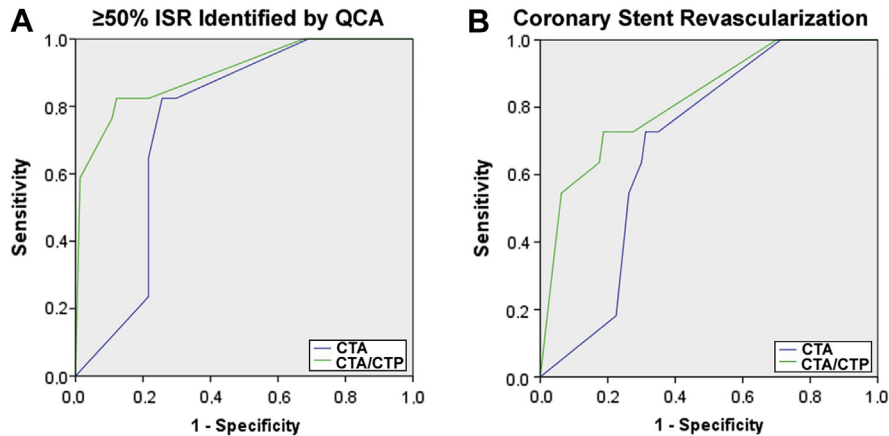 A
≥50% ISR Identified by QCA
Sensitivity
1.0
0.8
0.6
0.4
0.2
0.0
0.0 0.2 0.4 0.6 0.8 1.0
1 - Specificity
CTA
CTA/CTP
B
Coronary Stent Revascularization
Sensitivity
1.0
0.8
0.6
0.4
0.2
0.0
0.0 0.2 0.4 0.6 0.8 1.0
1 - Specificity
CTA
CTA/CTP